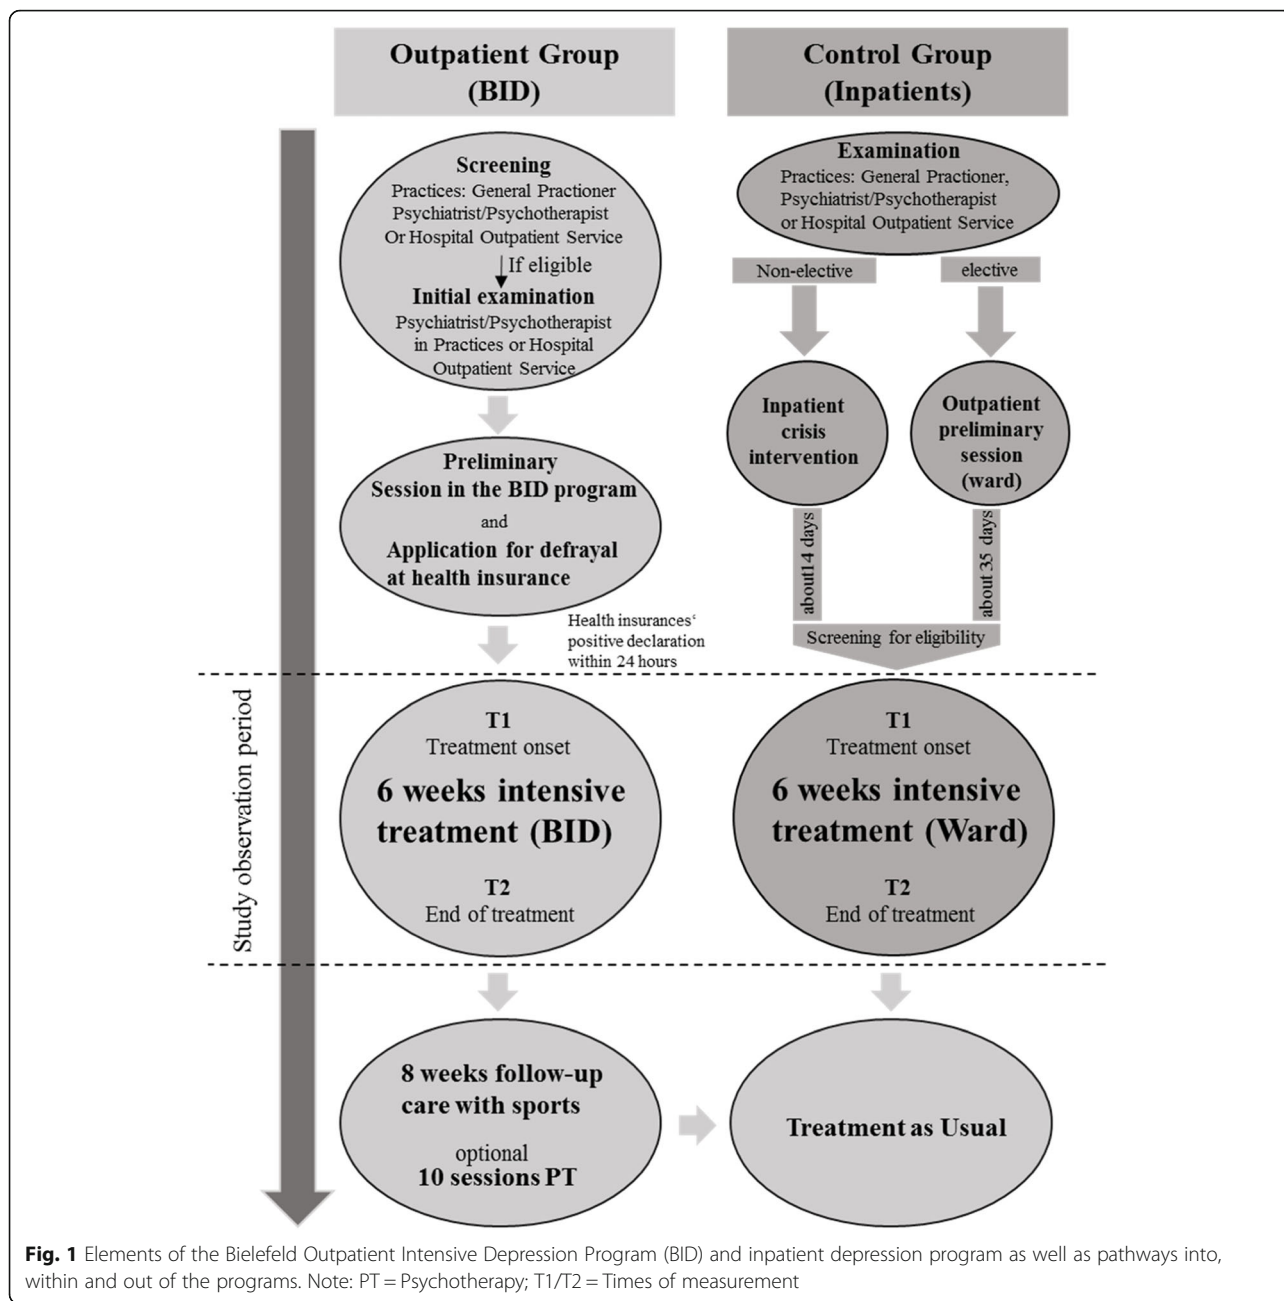 Outpatient Group
(BID)
Control Group
(Inpatients)
Screening
Practices: General Practioner
Psychiatrist/Psychotherapist
Or Hospital Outpatient Service
If eligible
Initial examination
Psychiatrist/Psychotherapist
in Practices or Hospital
Outpatient Service
Examination
Practices: General Practioner,
Psychiatrist/Psychotherapist
or Hospital Outpatient Service
Non-elective
elective
Inpatient
crisis
intervention
Outpatient
preliminary
session
(ward)
Preliminary
Session in the BID program
and
Application for defrayal
at health insurance
about14 days
about 35 days
Health insurances‘
positive declaration
within 24 hours
Screening for eligibility
Study observation period
T1
Treatment onset
6 weeks intensive
treatment (BID)
T2
End of treatment
T1
Treatment onset
6 weeks intensive
treatment (Ward)
T2
End of treatment
8 weeks follow-up
care with sports
optional
10 sessions PT
Treatment as Usual
Fig. 1 Elements of the Bielefeld Outpatient Intensive Depression Program (BID) and inpatient depression program as well as pathways into,
within and out of the programs. Note: PT = Psychotherapy; T1/T2 = Times of measurement